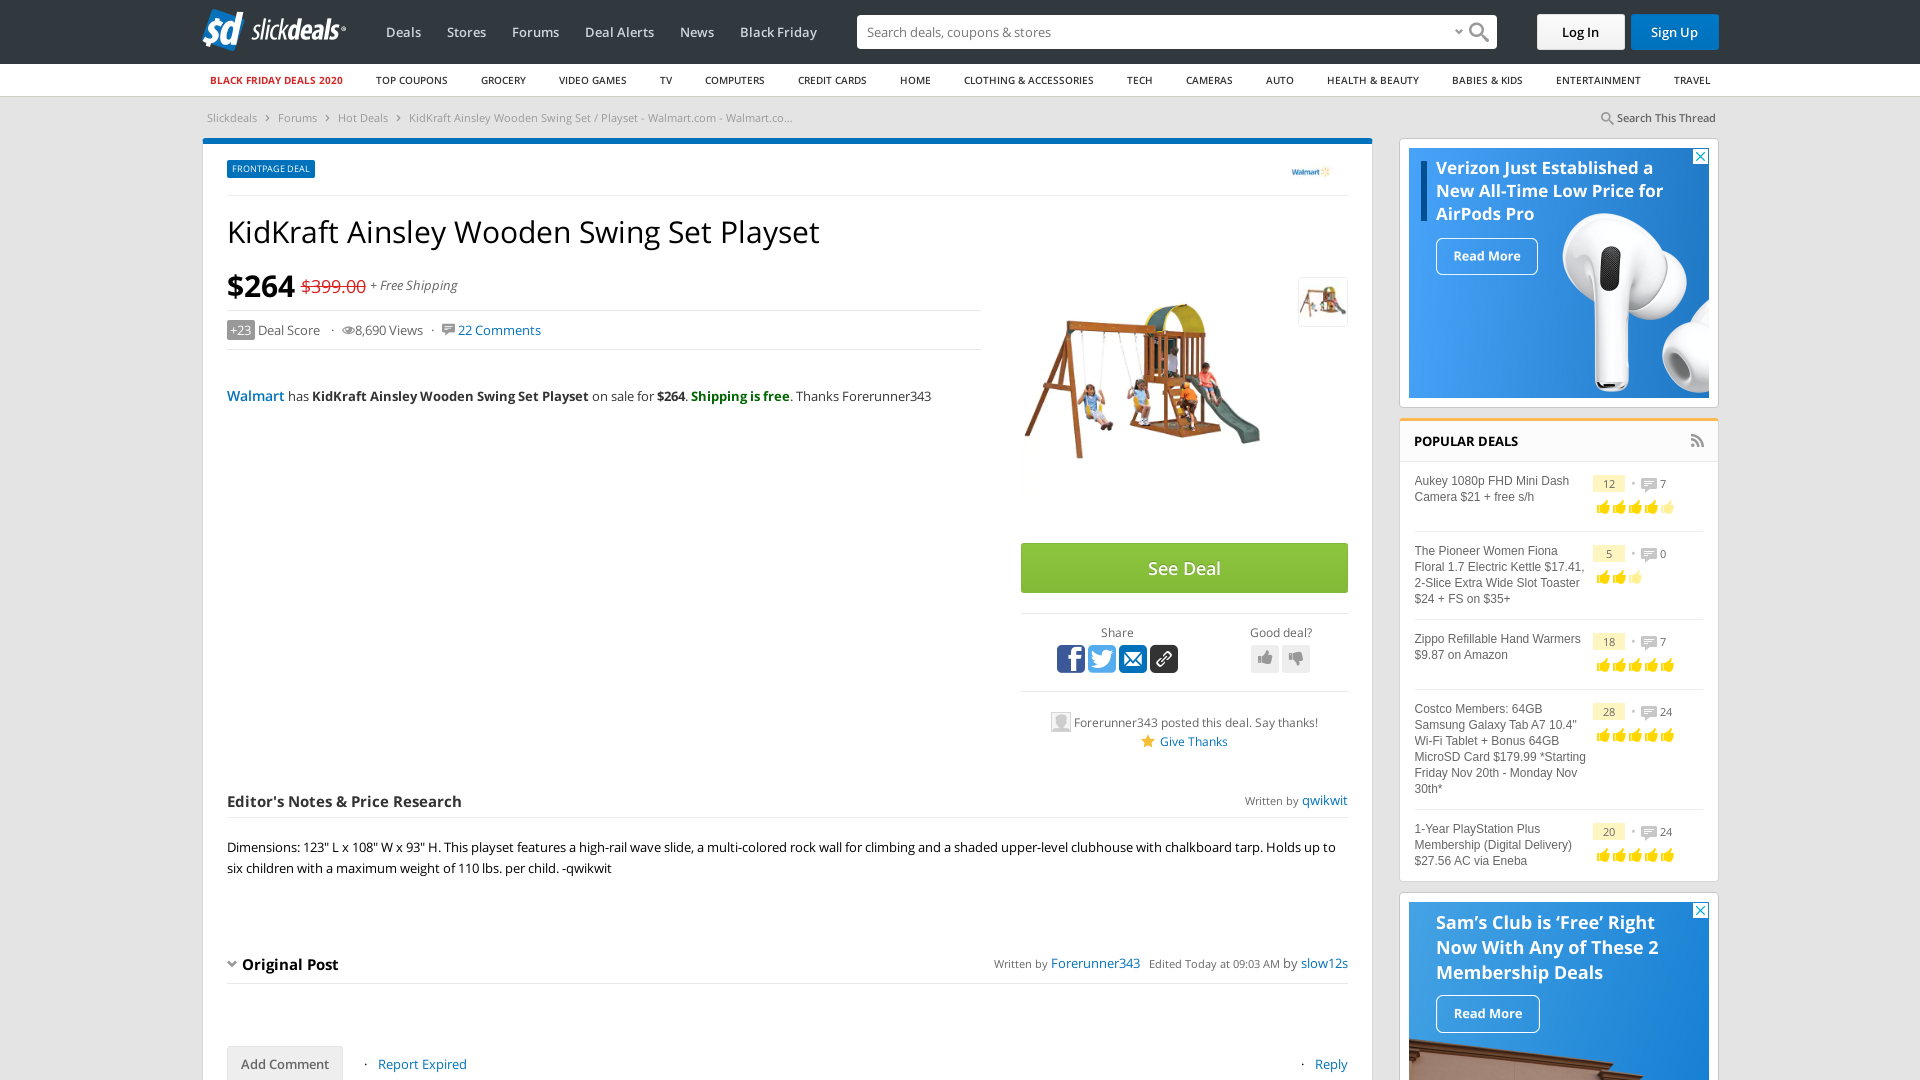 slickdeals
Deals Stores Forums Deal Alerts News Black Friday
Search deals, coupons & stores
Log In
Sign Up
BLACK FRIDAY DEALS 2020 TOP COUPONS GROCERY VIDEO GAMES TV COMPUTERS CREDIT CARDS HOME CLOTHING & ACCESSORIES TECH CAMERAS AUTO HEALTH & BEAUTY BABIES & KIDS ENTERTAINMENT TRAVEL
Slickdeals › Forums › Hot Deals › KidKraft Ainsley Wooden Swing Set / Playset - Walmart.com - Walmart.co...
Search This Thread
FRONTPAGE DEAL
Walmart
KidKraft Ainsley Wooden Swing Set Playset
$264 $399.00 + Free Shipping
+23 Deal Score · 8,690 Views · 22 Comments
Walmart has KidKraft Ainsley Wooden Swing Set Playset on sale for $264. Shipping is free. Thanks Forerunner343
See Deal
Share
Good deal?
Forerunner343 posted this deal. Say thanks!
Give Thanks
Editor's Notes & Price Research
Written by qwikwit
Dimensions: 123" L x 108" W x 93" H. This playset features a high-rail wave slide, a multi-colored rock wall for climbing and a shaded upper-level clubhouse with chalkboard tarp. Holds up to
six children with a maximum weight of 110 lbs. per child. -qwikwit
Original Post
Written by Forerunner343 Edited Today at 09:03 AM by slow12s
Add Comment · Report Expired
· Reply
Verizon Just Established a
New All-Time Low Price for
AirPods Pro
Read More
POPULAR DEALS
Aukey 1080p FHD Mini Dash
Camera $21 + free s/h
12 • 7
The Pioneer Women Fiona
Floral 1.7 Electric Kettle $17.41,
2-Slice Extra Wide Slot Toaster
$24 + FS on $35+
5 • 0
Zippo Refillable Hand Warmers
$9.87 on Amazon
18 • 7
Costco Members: 64GB
Samsung Galaxy Tab A7 10.4"
Wi-Fi Tablet + Bonus 64GB
MicroSD Card $179.99 *Starting
Friday Nov 20th - Monday Nov
30th*
28 • 24
1-Year PlayStation Plus
Membership (Digital Delivery)
$27.56 AC via Eneba
20 • 24
Sam's Club is 'Free' Right
Now With Any of These 2
Membership Deals
Read More